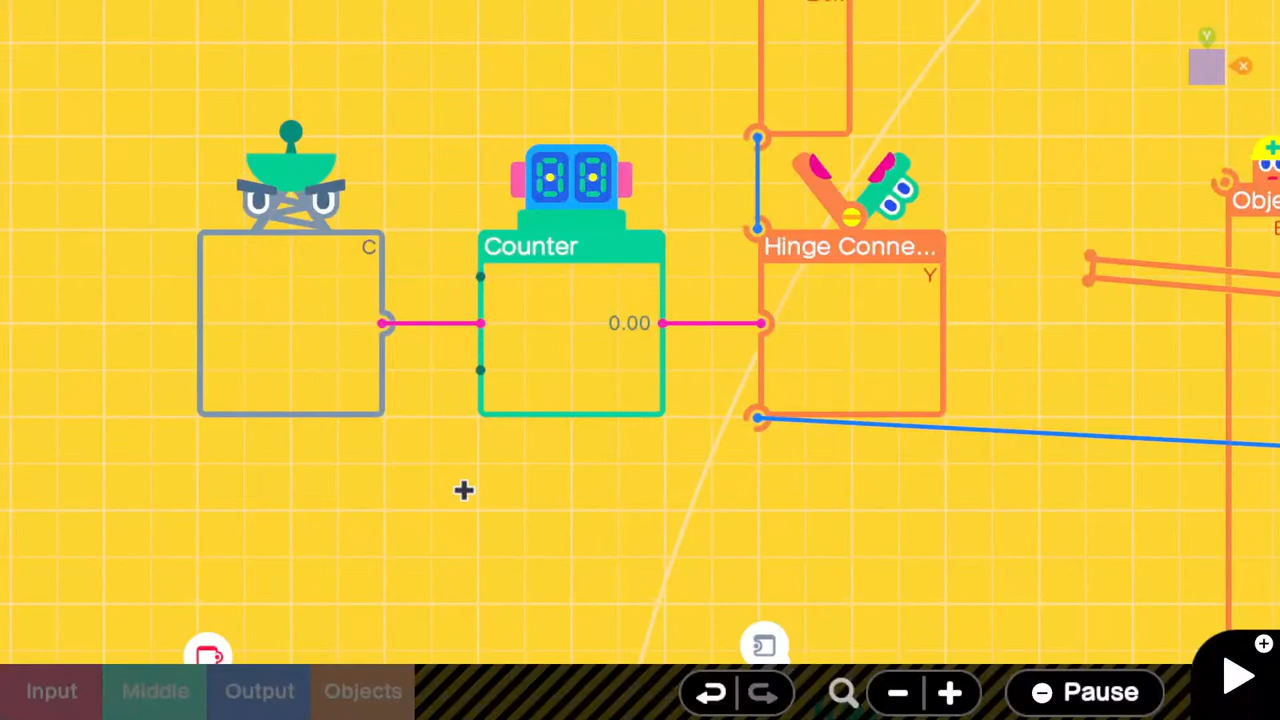 Y
X
C
Counter
Hinge Conne...
Obje
Y
0.00
Input
Middle
Output
Objects
Pause